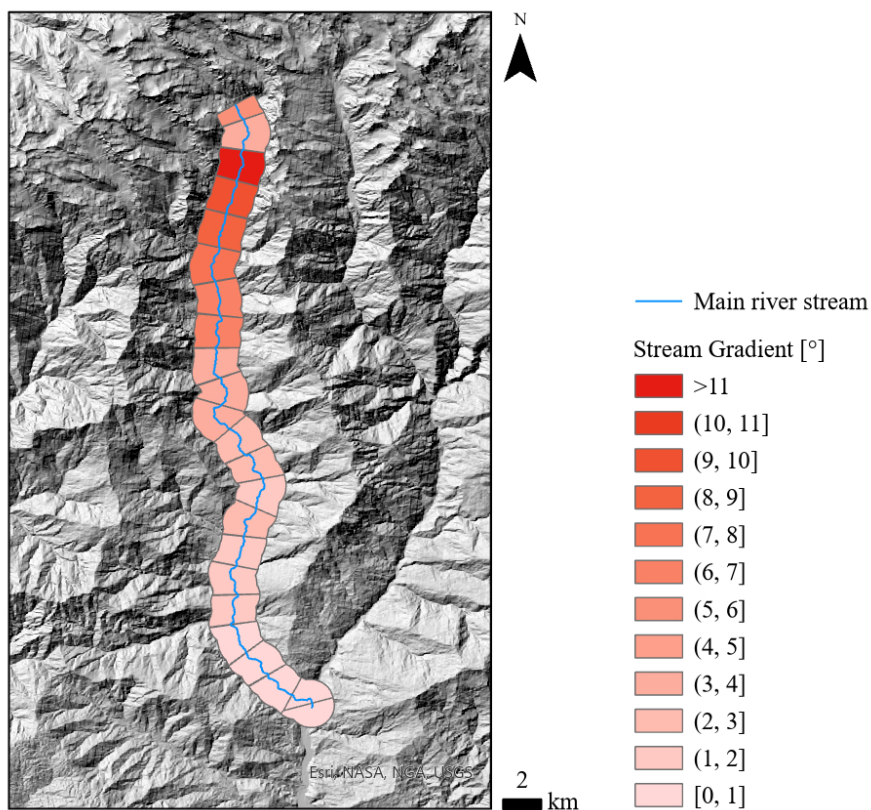 N
Main river stream
Stream Gradient [°]
>11
(10, 11]
(9, 10]
(8, 9]
(7, 8]
(6, 7]
(5, 6]
(4, 5]
(3, 4]
(2, 3]
(1, 2]
[0, 1]
Esri, NASA, NGA, USGS
2
km